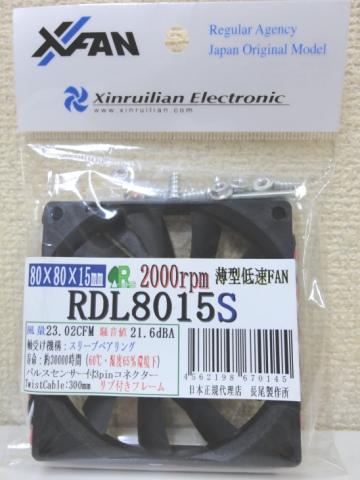 XFAN
Regular Agency
Japan Original Model
Xinruilian Electronic
www.xinruilian.com
80×80×15mm
R
2000rpm 薄型低速FAN
RDL8015S
風量23.02CFM 騒音値 21.6dBA
軸受け機構：スリーブベアリング
寿命：約30000時間（60℃・湿度65%環境下）
パルスセンサー付3pinコネクター
TwistCable:300mm リブ付きフレーム
4562198670145
日本正規代理店 長尾製作所